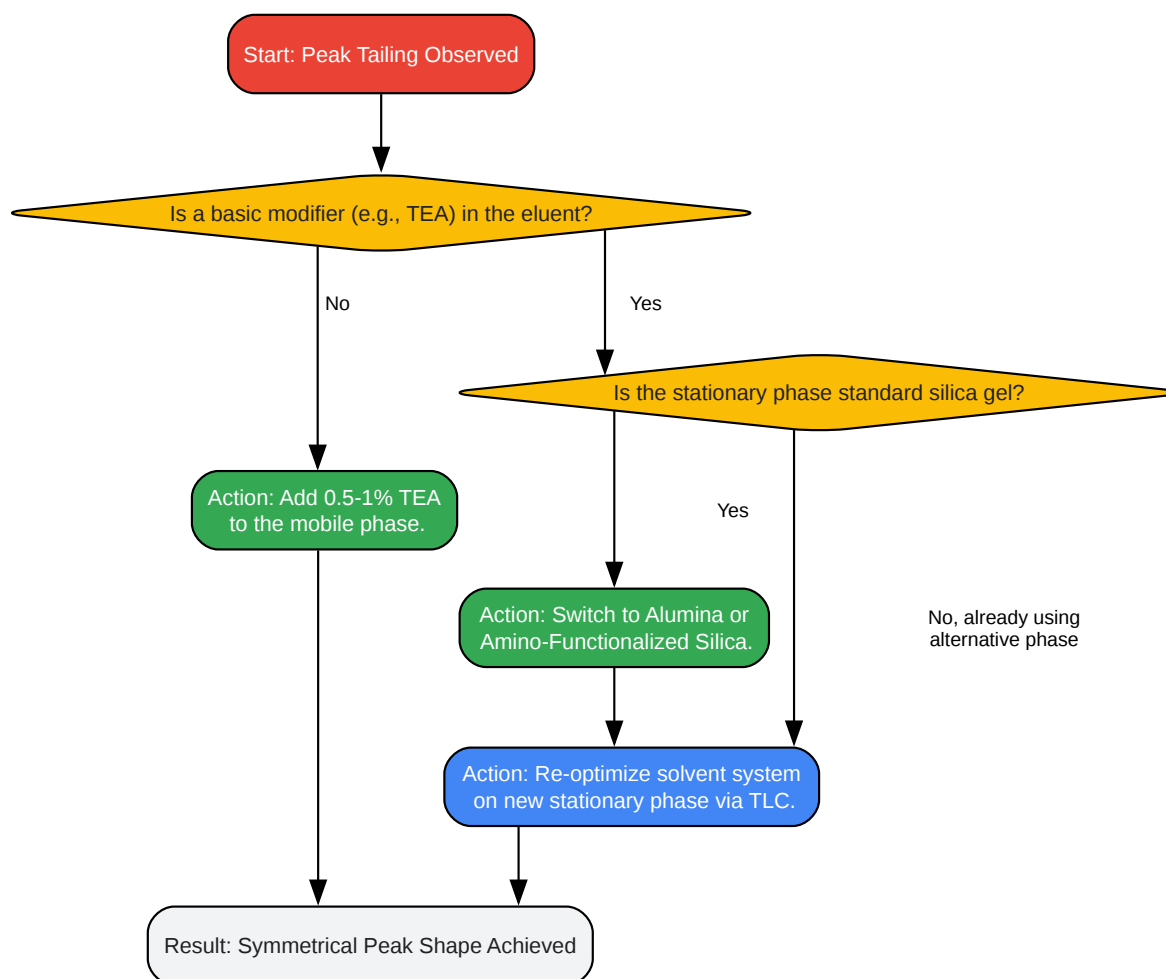 Start: Peak Tailing Observed
Is a basic modifier (e.g., TEA) in the eluent?
No
Yes
Is the stationary phase standard silica gel?
Action: Add 0.5-1% TEA
to the mobile phase.
Yes
Action: Switch to Alumina or
Amino-Functionalized Silica.
No, already using
alternative phase
Action: Re-optimize solvent system
on new stationary phase via TLC.
Result: Symmetrical Peak Shape Achieved